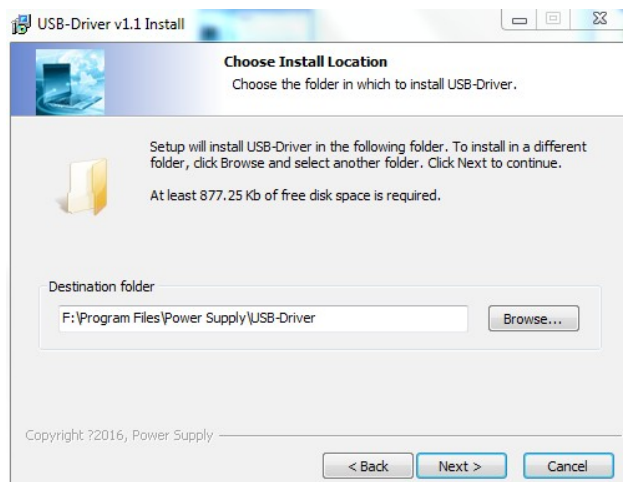 USB-Driver v1.1 Install
Choose Install Location
Choose the folder in which to install USB-Driver.
Setup will install USB-Driver in the following folder. To install in a different
folder, click Browse and select another folder. Click Next to continue.
At least 877.25 Kb of free disk space is required.
Destination folder
F:\Program Files\Power Supply\USB-Driver
Browse...
Copyright ?2016, Power Supply
< Back
Next >
Cancel